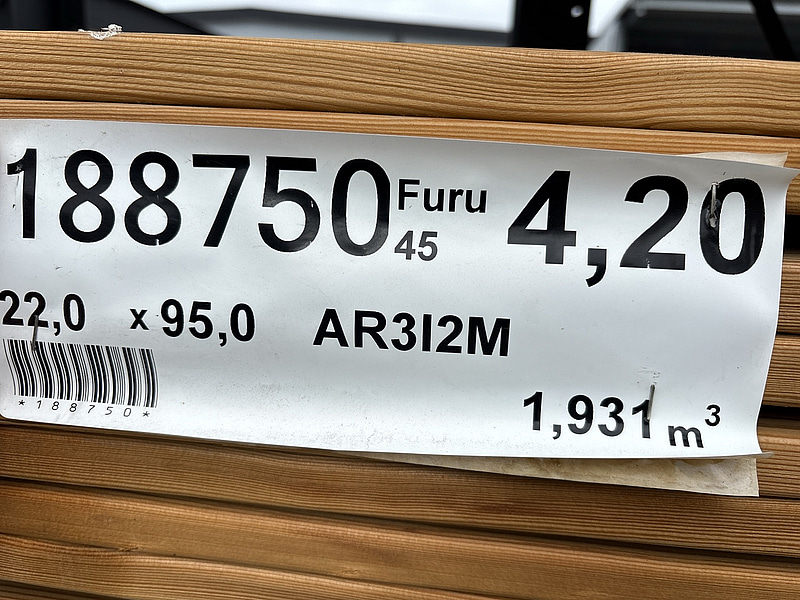 188750 Furu 45 4,20
22,0 x 95,0 AR3I2M
*188750*
1,931 m³